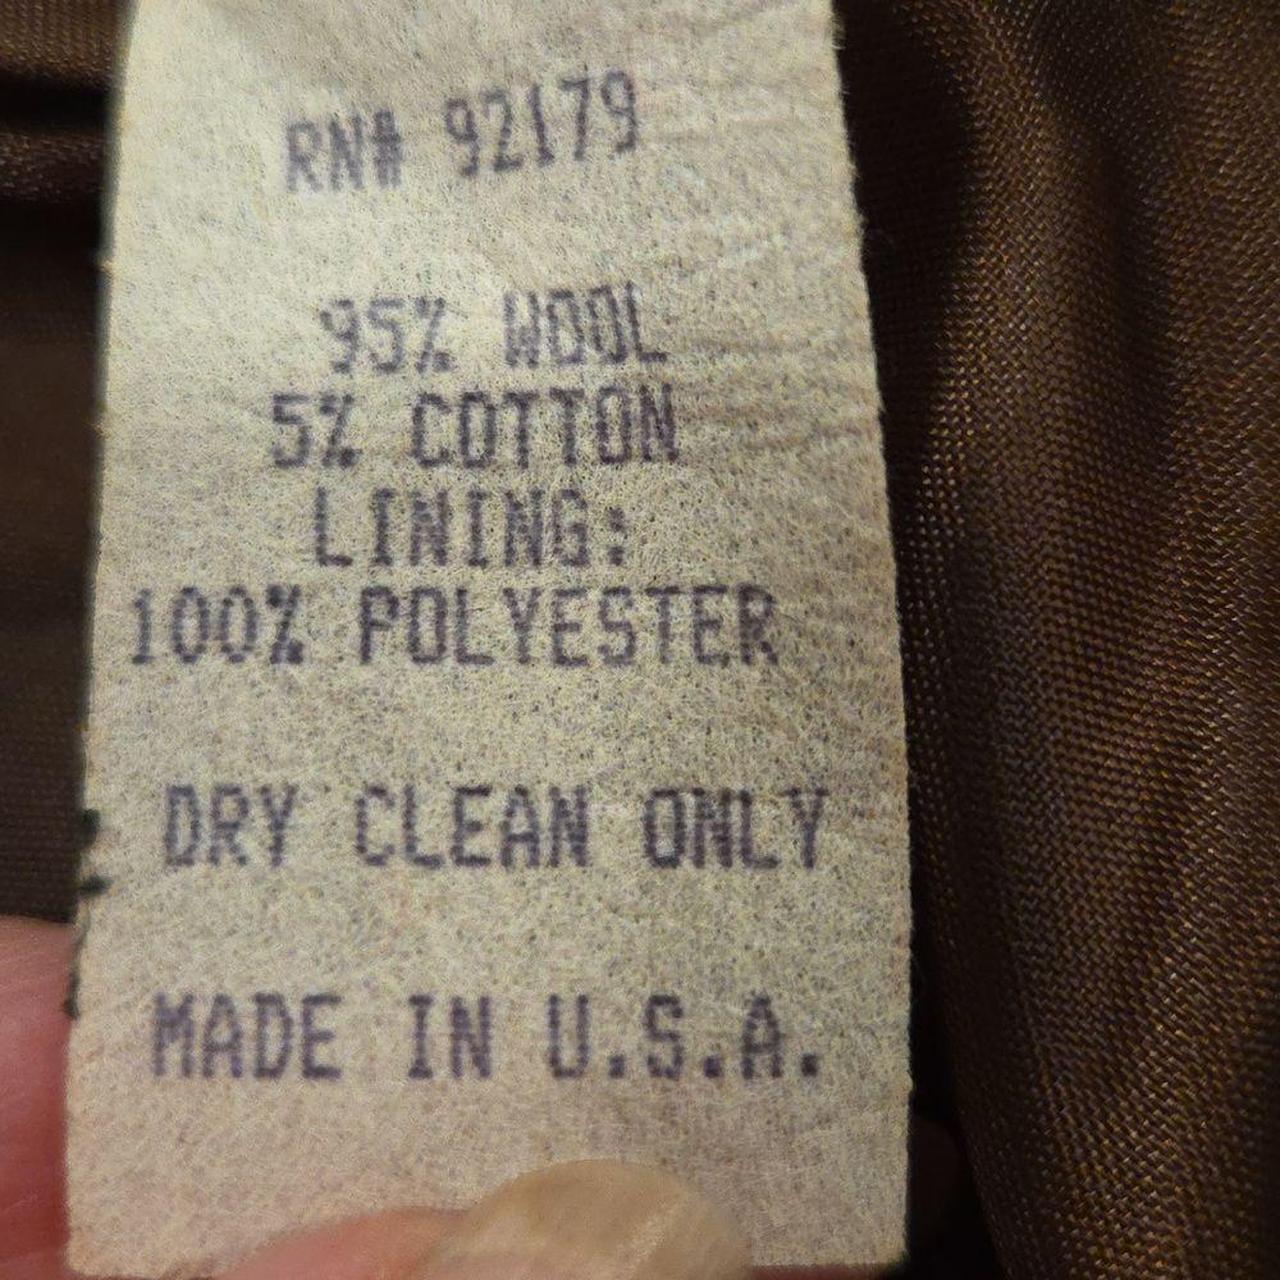 RN# 92179
95% WOOL
5% COTTON
LINING:
100% POLYESTER
DRY CLEAN ONLY
MADE IN U.S.A.